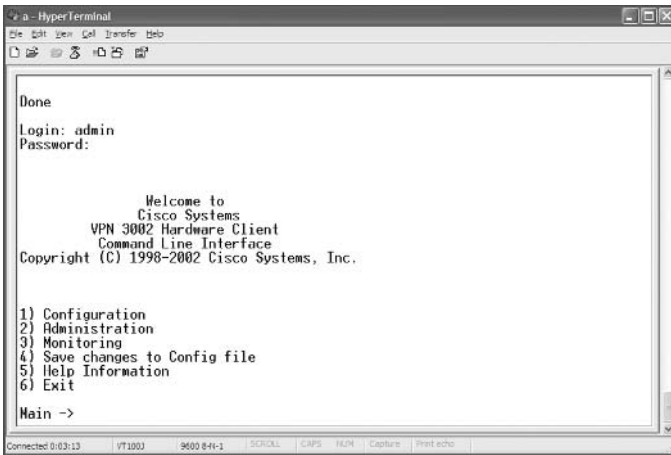 a - HyperTerminal
File Edit View Call Transfer Help
Done
Login: admin
Password:
Welcome to
Cisco Systems
VPN 3002 Hardware Client
Command Line Interface
Copyright (C) 1998-2002 Cisco Systems, Inc.
1) Configuration
2) Administration
3) Monitoring
4) Save changes to Config file
5) Help Information
6) Exit
Main ->
Connected 0:03:13 VT100J 9600 8-N-1 SCROLL CAPS NUM Capture Print echo